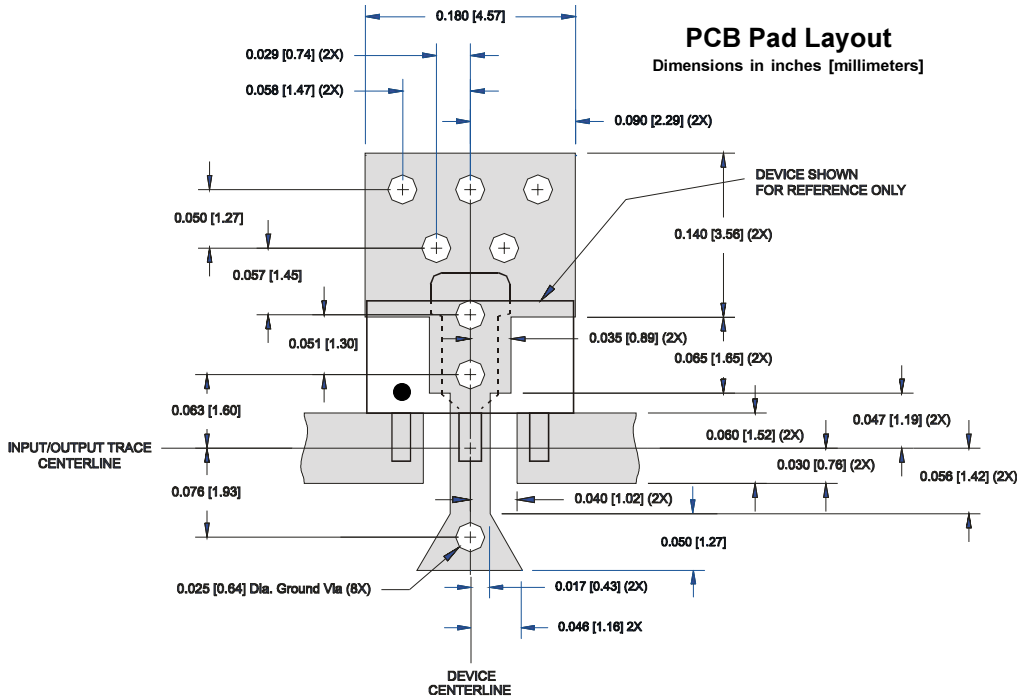 PCB Pad Layout
Dimensions in inches [millimeters]
0.180 [4.57]
0.029 [0.74] (2X)
0.058 [1.47] (2X)
0.090 [2.29] (2X)
DEVICE SHOWN
FOR REFERENCE ONLY
0.050 [1.27]
0.140 [3.56] (2X)
0.057 [1.45]
0.051 [1.30]
0.035 [0.89] (2X)
0.065 [1.65] (2X)
0.063 [1.60]
0.047 [1.19] (2X)
0.060 [1.52] (2X)
INPUT/OUTPUT TRACE
CENTERLINE
0.030 [0.76] (2X)
0.056 [1.42] (2X)
0.076 [1.93]
0.040 [1.02] (2X)
0.050 [1.27]
0.025 [0.64] Dia. Ground Via (8X)
0.017 [0.43] (2X)
0.046 [1.16] 2X
DEVICE
CENTERLINE